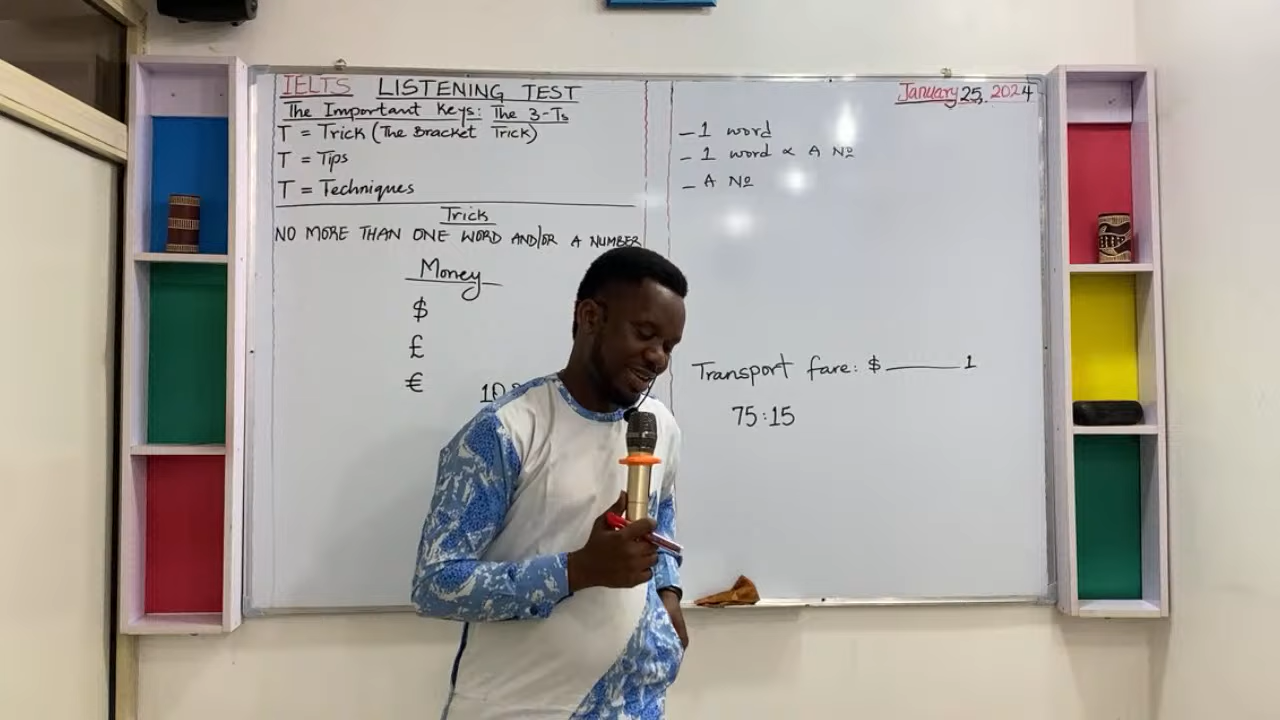 IELTS LISTENING TEST
The Important Keys: The 3-Ts
T = Trick (The Bracket Trick)
T = Tips
T = Techniques
Trick
NO MORE THAN ONE WORD AND/OR A NUMBER
Money
$
£
€
January 25, 2024
- 1 word
- 1 word ∝ A Nº
- A Nº
Transport fare: $ ______ 1
75:15